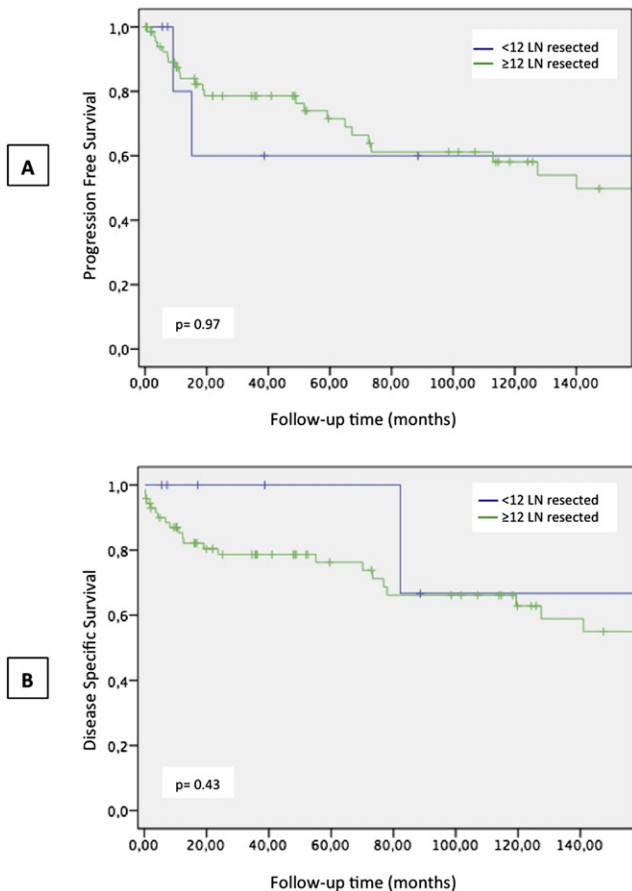 A
Progression Free Survival
1,0
0,8
0,6
0,4
0,2
0,0
<12 LN resected
≥12 LN resected
p= 0.97
0,00 20,00 40,00 60,00 80,00 100,00 120,00 140,00
Follow-up time (months)
B
Disease Specific Survival
1,0
0,8
0,6
0,4
0,2
0,0
<12 LN resected
≥12 LN resected
p= 0.43
0,00 20,00 40,00 60,00 80,00 100,00 120,00 140,00
Follow-up time (months)